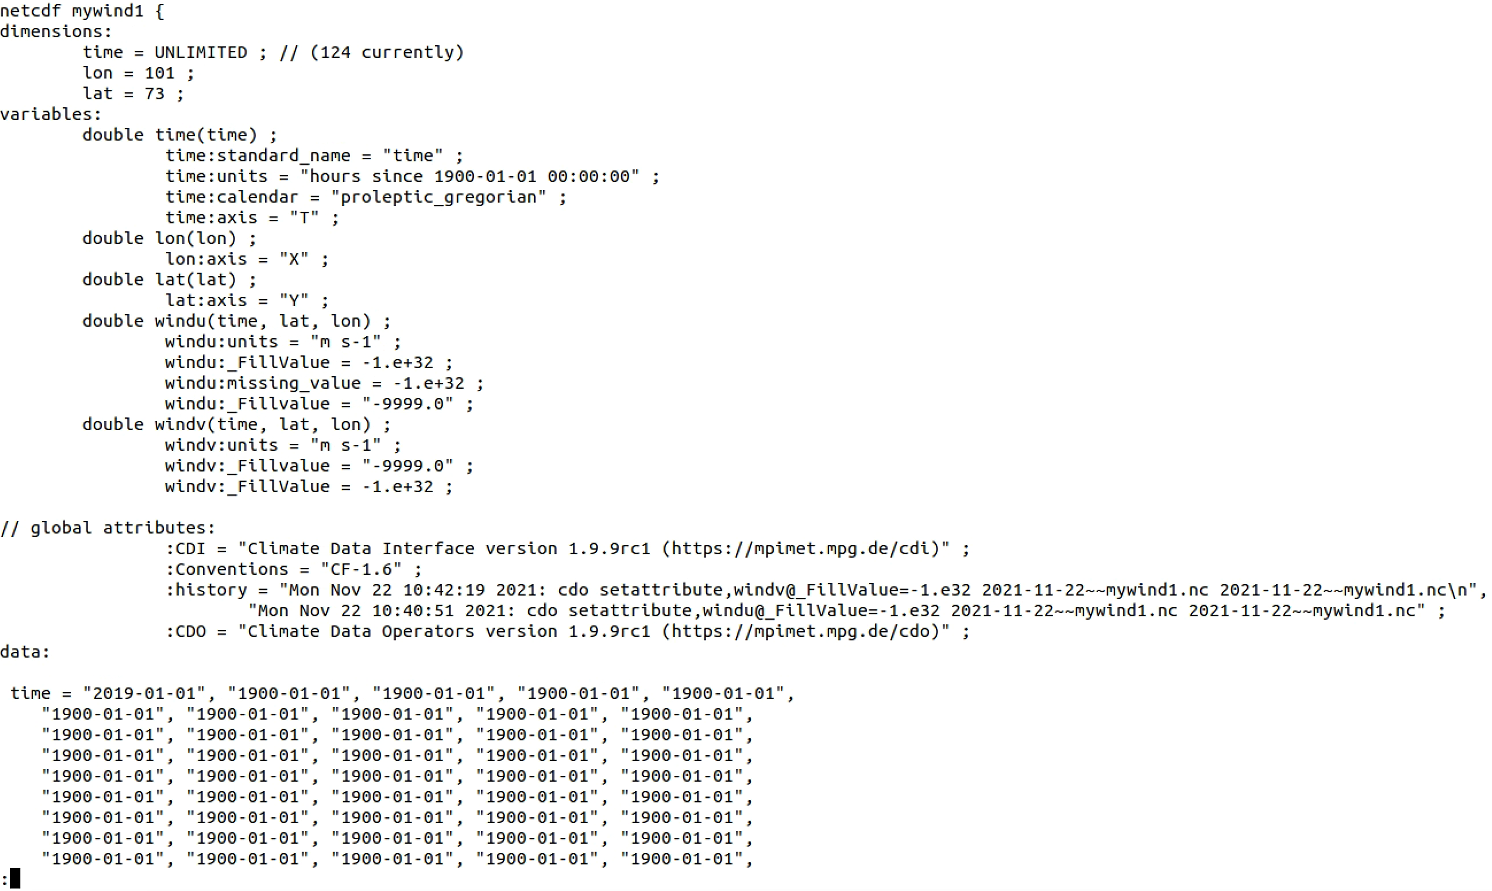 netcdf mywind1 {
dimensions:
        time = UNLIMITED ; // (124 currently)
        lon = 101 ;
        lat = 73 ;
variables:
        double time(time) ;
                time:standard_name = "time" ;
                time:units = "hours since 1900-01-01 00:00:00" ;
                time:calendar = "proleptic_gregorian" ;
                time:axis = "T" ;
        double lon(lon) ;
                lon:axis = "X" ;
        double lat(lat) ;
                lat:axis = "Y" ;
        double windu(time, lat, lon) ;
                windu:units = "m s-1" ;
                windu:_FillValue = -1.e+32 ;
                windu:missing_value = -1.e+32 ;
                windu:_Fillvalue = "-9999.0" ;
        double windv(time, lat, lon) ;
                windv:units = "m s-1" ;
                windv:_Fillvalue = "-9999.0" ;
                windv:_FillValue = -1.e+32 ;

// global attributes:
                :CDI = "Climate Data Interface version 1.9.9rc1 (https://mpimet.mpg.de/cdi)" ;
                :Conventions = "CF-1.6" ;
                :history = "Mon Nov 22 10:42:19 2021: cdo setattribute,windv@_FillValue=-1.e32 2021-11-22~~mywind1.nc 2021-11-22~~mywind1.nc\n",
                        "Mon Nov 22 10:40:51 2021: cdo setattribute,windu@_FillValue=-1.e32 2021-11-22~~mywind1.nc 2021-11-22~~mywind1.nc" ;
                :CDO = "Climate Data Operators version 1.9.9rc1 (https://mpimet.mpg.de/cdo)" ;
data:

 time = "2019-01-01", "1900-01-01", "1900-01-01", "1900-01-01", "1900-01-01",
    "1900-01-01", "1900-01-01", "1900-01-01", "1900-01-01", "1900-01-01",
    "1900-01-01", "1900-01-01", "1900-01-01", "1900-01-01", "1900-01-01",
    "1900-01-01", "1900-01-01", "1900-01-01", "1900-01-01", "1900-01-01",
    "1900-01-01", "1900-01-01", "1900-01-01", "1900-01-01", "1900-01-01",
    "1900-01-01", "1900-01-01", "1900-01-01", "1900-01-01", "1900-01-01",
    "1900-01-01", "1900-01-01", "1900-01-01", "1900-01-01", "1900-01-01",
    "1900-01-01", "1900-01-01", "1900-01-01", "1900-01-01", "1900-01-01",
    "1900-01-01", "1900-01-01", "1900-01-01", "1900-01-01", "1900-01-01",
: